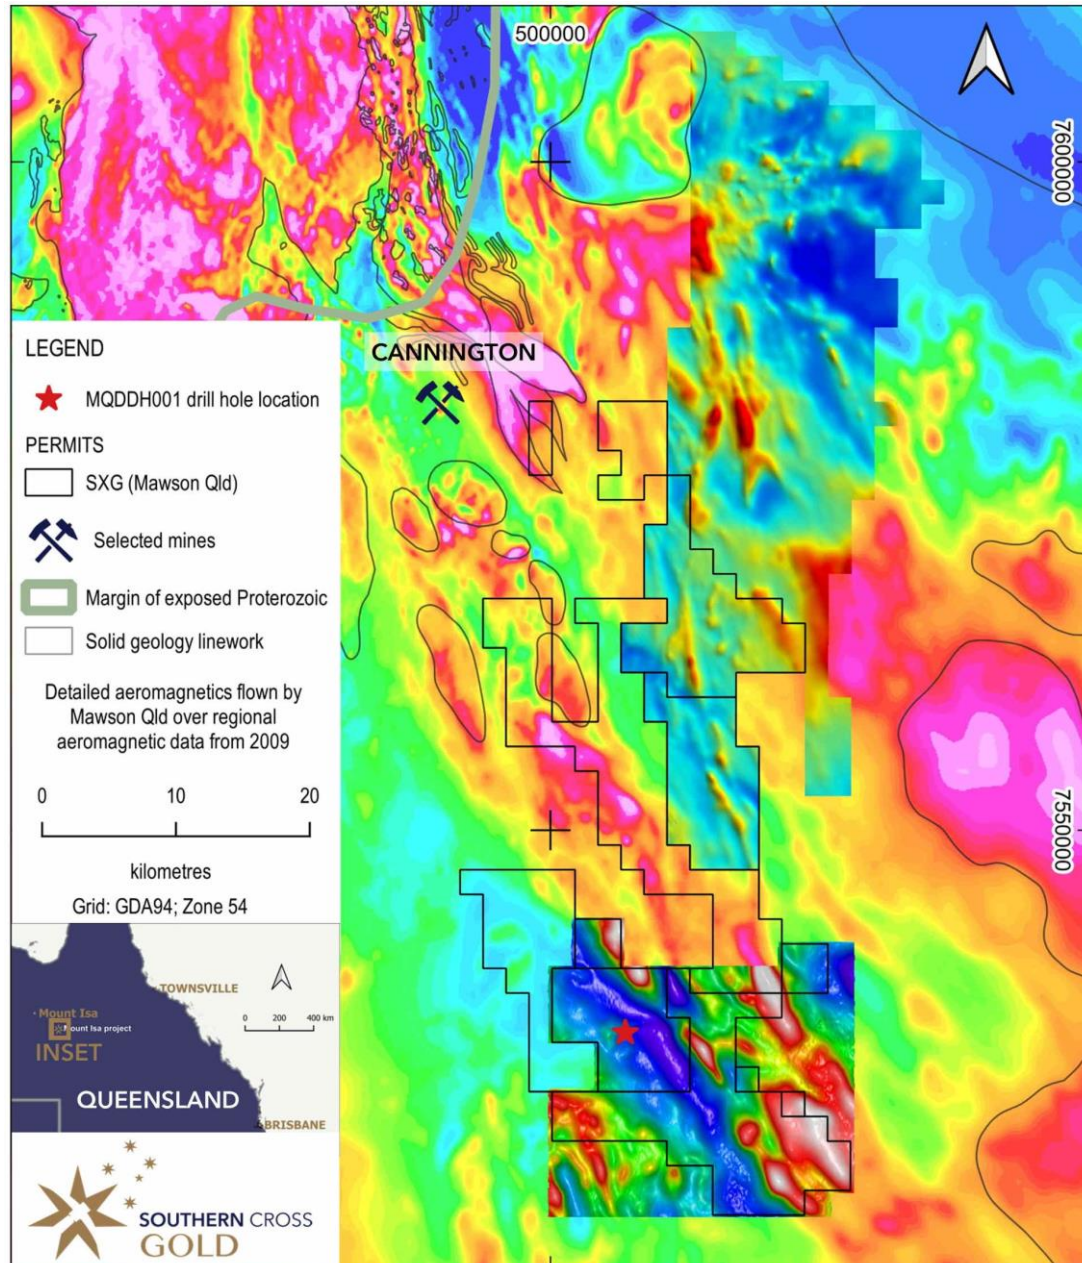 500000
7600000
CANNINGTON
LEGEND
MQDDH001 drill hole location
PERMITS
SXG (Mawson Qld)
Selected mines
Margin of exposed Proterozoic
Solid geology linework
Detailed aeromagnetics flown by
Mawson Qld over regional
aeromagnetic data from 2009
0 10 20
kilometres
Grid: GDA94; Zone 54
7550000
TOWNSVILLE
Mount Isa
Mount Isa project
INSET
0 200 400 km
QUEENSLAND
BRISBANE
SOUTHERN CROSS
GOLD